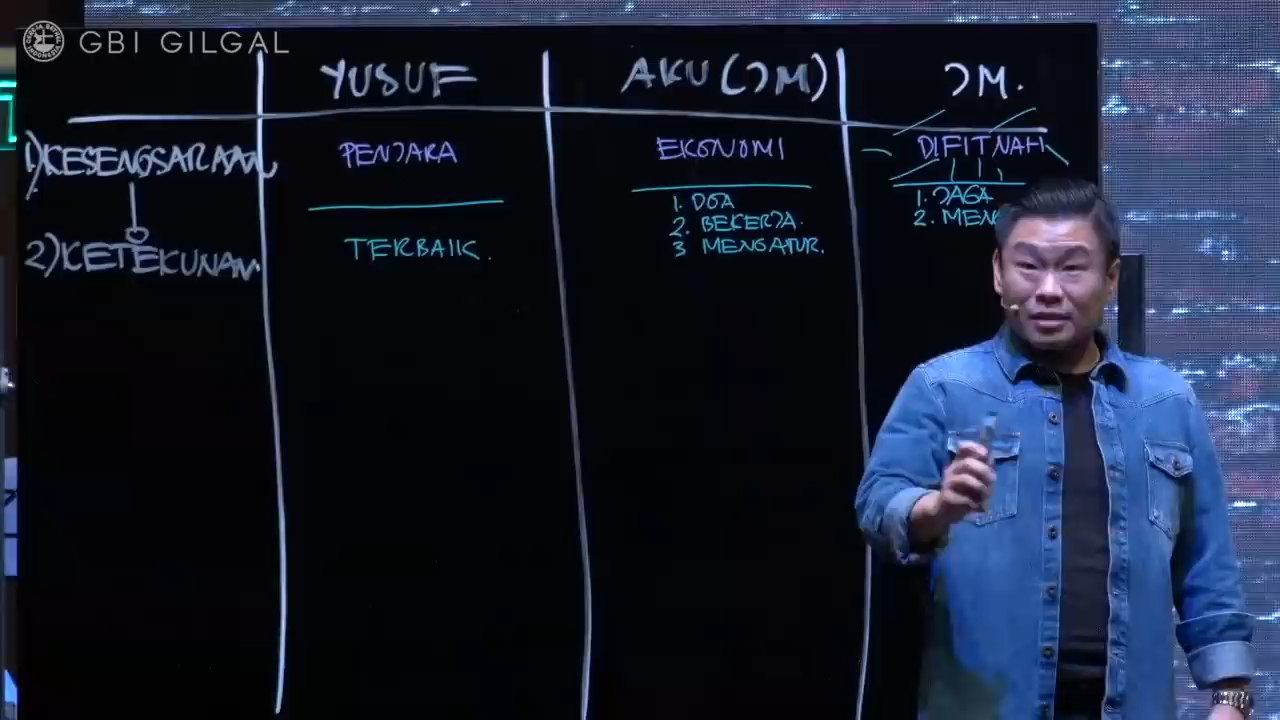 GBI GILGAL
YUSUF AKU (JM) JM.
1) KESENGSARAAN PENJARA EKONOMI DIFITNAH
1. DOA 1. JAGA
2. BEKERJA. 2.
2) KETEKUNAN. TERBAIK. 3 MENGATUR.